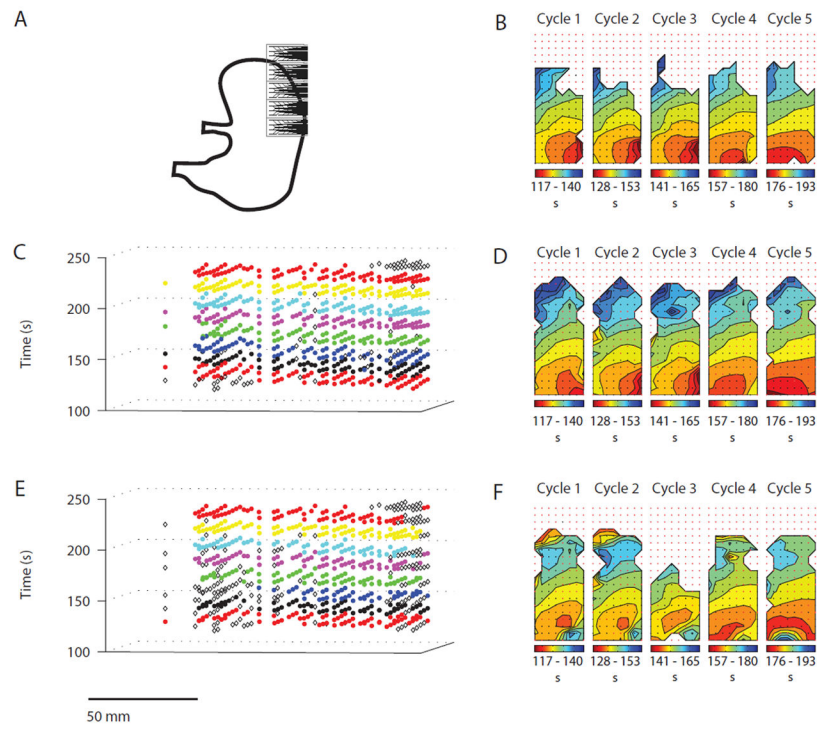 A
B
Cycle 1 Cycle 2 Cycle 3 Cycle 4 Cycle 5
117 - 140 128 - 153 141 - 165 157 - 180 176 - 193
s s s s s
C
250
200
150
100
Time (s)
D
Cycle 1 Cycle 2 Cycle 3 Cycle 4 Cycle 5
117 - 140 128 - 153 141 - 165 157 - 180 176 - 193
s s s s s
E
250
200
150
100
Time (s)
50 mm
F
Cycle 1 Cycle 2 Cycle 3 Cycle 4 Cycle 5
117 - 140 128 - 153 141 - 165 157 - 180 176 - 193
s s s s s